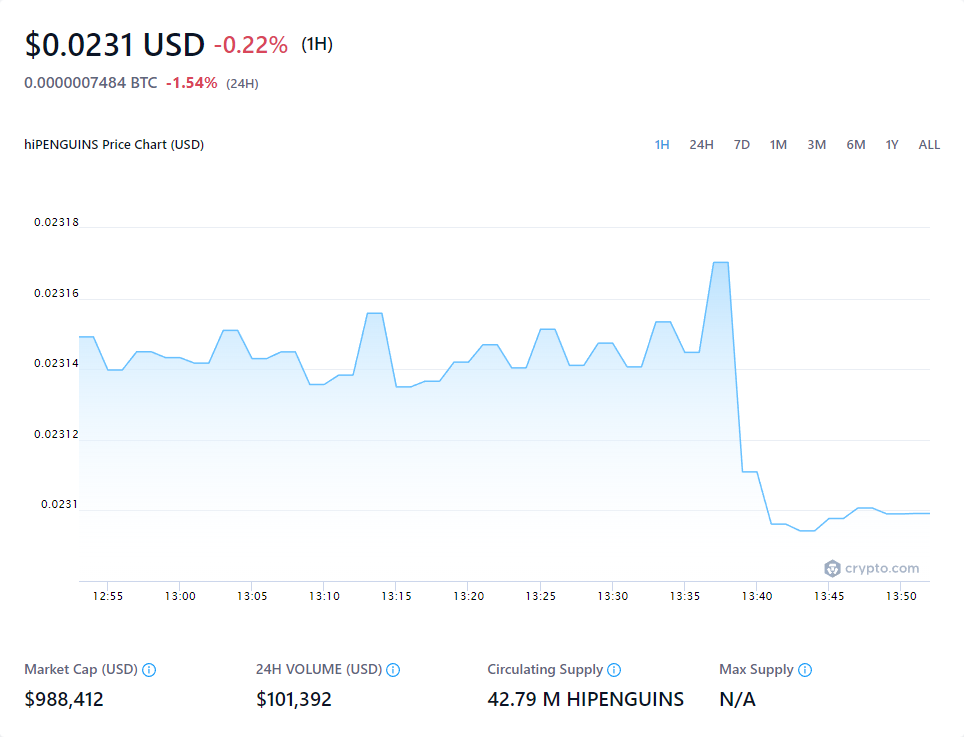 $0.0231 USD -0.22% (1H)
0.0000007484 BTC -1.54% (24H)
hiPENGUINS Price Chart (USD) 1H 24H 7D 1M 3M 6M 1Y ALL
0.02318
0.02316
0.02314
0.02312
0.0231
crypto.com
12:55 13:00 13:05 13:10 13:15 13:20 13:25 13:30 13:35 13:40 13:45 13:50
Market Cap (USD) 24H VOLUME (USD) Circulating Supply Max Supply
$988,412 $101,392 42.79 M HIPENGUINS N/A